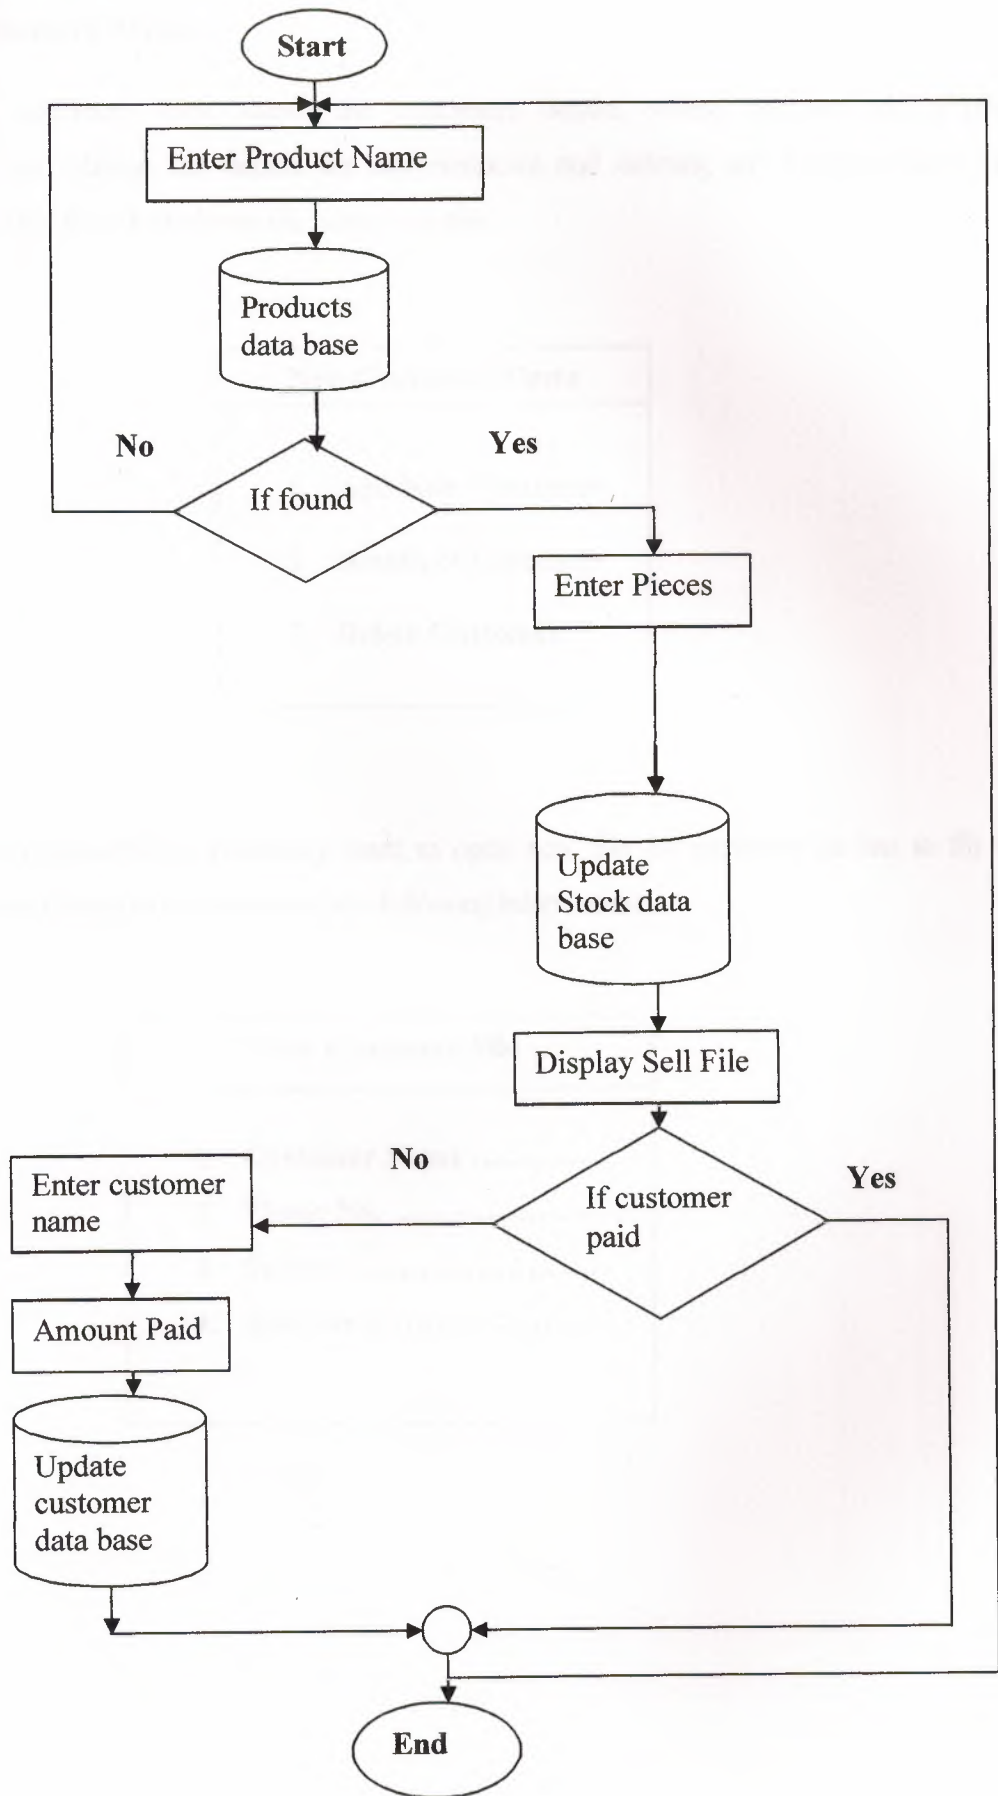 Start
Enter Product Name
Products
data base
No
Yes
If found
Enter Pieces
Update
Stock data
base
Display Sell File
No
Yes
If customer
paid
Enter customer
name
Amount Paid
Update
customer
data base
End